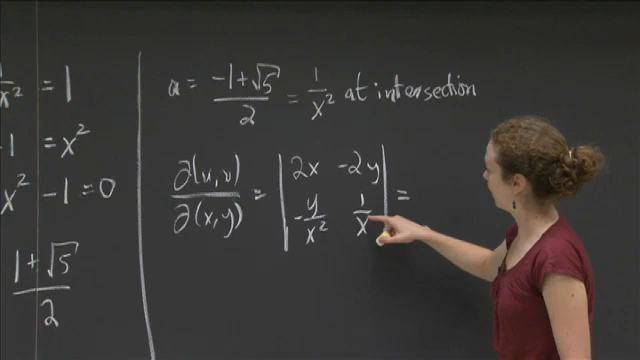 1/x² = 1
-1 = x²
x² - 1 = 0
1+√5/2
a = -1+√5/2 = 1/x² at intersection
∂(u,v)/∂(x,y) = | 2x -2y | =
| -y/x² 1/x |